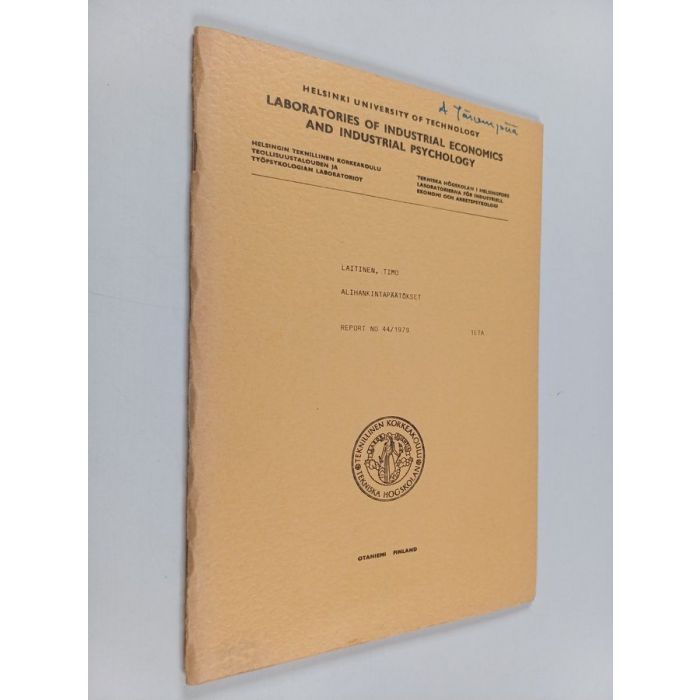 HELSINKI UNIVERSITY OF TECHNOLOGY
A Järvenpää
LABORATORIES OF INDUSTRIAL ECONOMICS
AND INDUSTRIAL PSYCHOLOGY
HELSINGIN TEKNILLINEN KORKEAKOULU
TEOLLISUUSTALOUDEN JA
TYÖPSYKOLOGIAN LABORATORIOT
TEKNISKA HÖGSKOLAN I HELSINGFORS
LABORATORIERNA FÖR INDUSTRIELL
EKONOMI OCH ARBETSPSYKOLOGI
LAITINEN, TIMO
ALIHANKINTAPÄÄTÖKSET
REPORT NO 44/1979 TETA
TEKNILLINEN KORKEAKOULU
TEKNISKA HÖGSKOLAN
OTANIEMI FINLAND